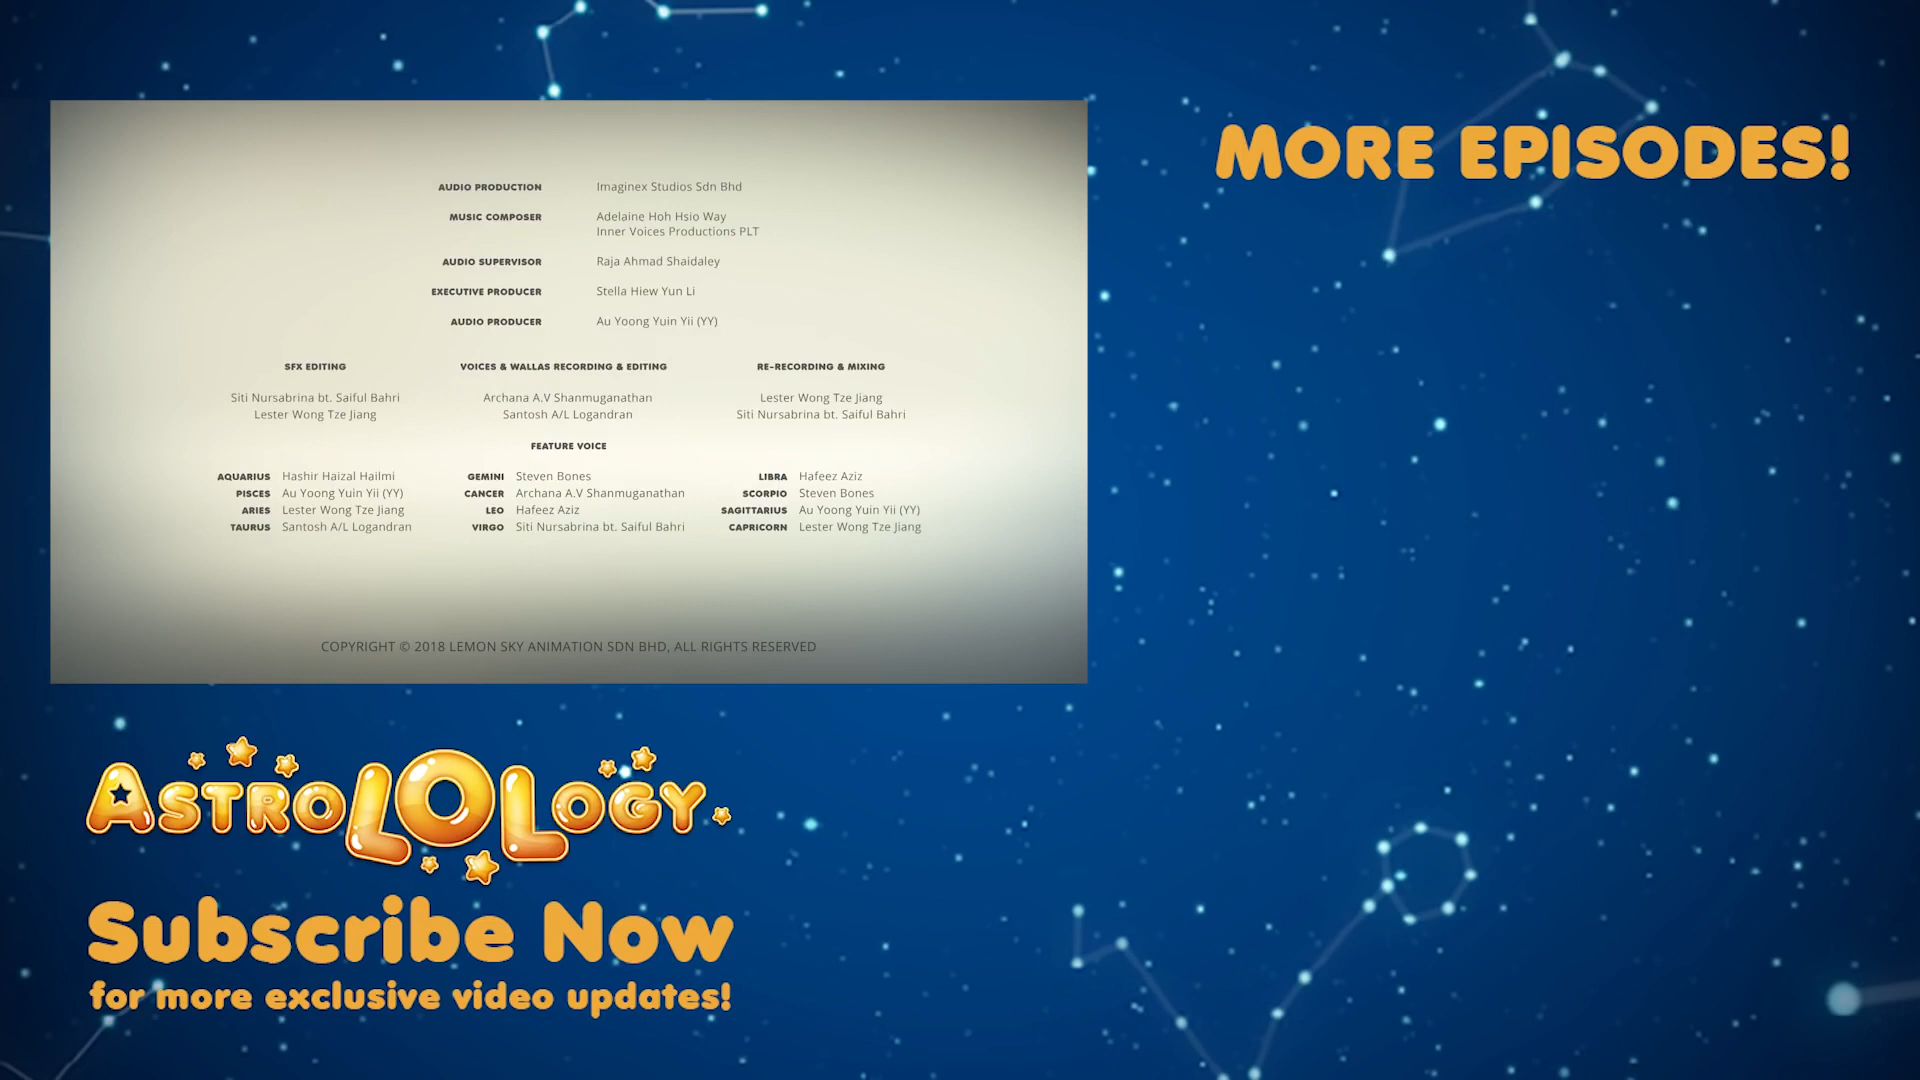 MORE EPISODES!
AUDIO PRODUCTION Imaginex Studios Sdn Bhd
MUSIC COMPOSER Adelaine Hoh Hsio Way
Inner Voices Productions PLT
AUDIO SUPERVISOR Raja Ahmad Shaidaley
EXECUTIVE PRODUCER Stella Hiew Yun Li
AUDIO PRODUCER Au Yoong Yuin Yii (YY)
SFX EDITING VOICES & WALLAS RECORDING & EDITING RE-RECORDING & MIXING
Siti Nursabrina bt. Saiful Bahri Archana A.V Shanmuganathan Lester Wong Tze Jiang
Lester Wong Tze Jiang Santosh A/L Logandran Siti Nursabrina bt. Saiful Bahri
FEATURE VOICE
AQUARIUS Hashir Haizal Hailmi GEMINI Steven Bones LIBRA Hafeez Aziz
PISCES Au Yoong Yuin Yii (YY) CANCER Archana A.V Shanmuganathan SCORPIO Steven Bones
ARIES Lester Wong Tze Jiang LEO Hafeez Aziz SAGITTARIUS Au Yoong Yuin Yii (YY)
TAURUS Santosh A/L Logandran VIRGO Siti Nursabrina bt. Saiful Bahri CAPRICORN Lester Wong Tze Jiang
COPYRIGHT © 2018 LEMON SKY ANIMATION SDN BHD, ALL RIGHTS RESERVED
ASTROLOLOGY
Subscribe Now
for more exclusive video updates!